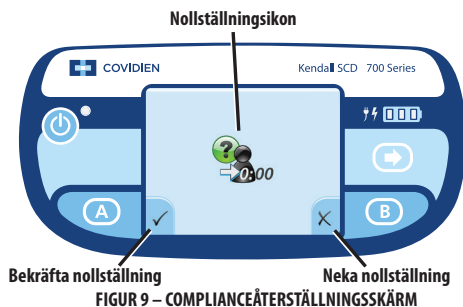 Nollställningsikon
COVIDIEN
Kendall SCD 700 Series
?
0:00
A
B
Bekräfta nollställning
Neka nollställning
FIGUR 9 – COMPLIANCEÅTERSTÄLLNINGSSKÄRM